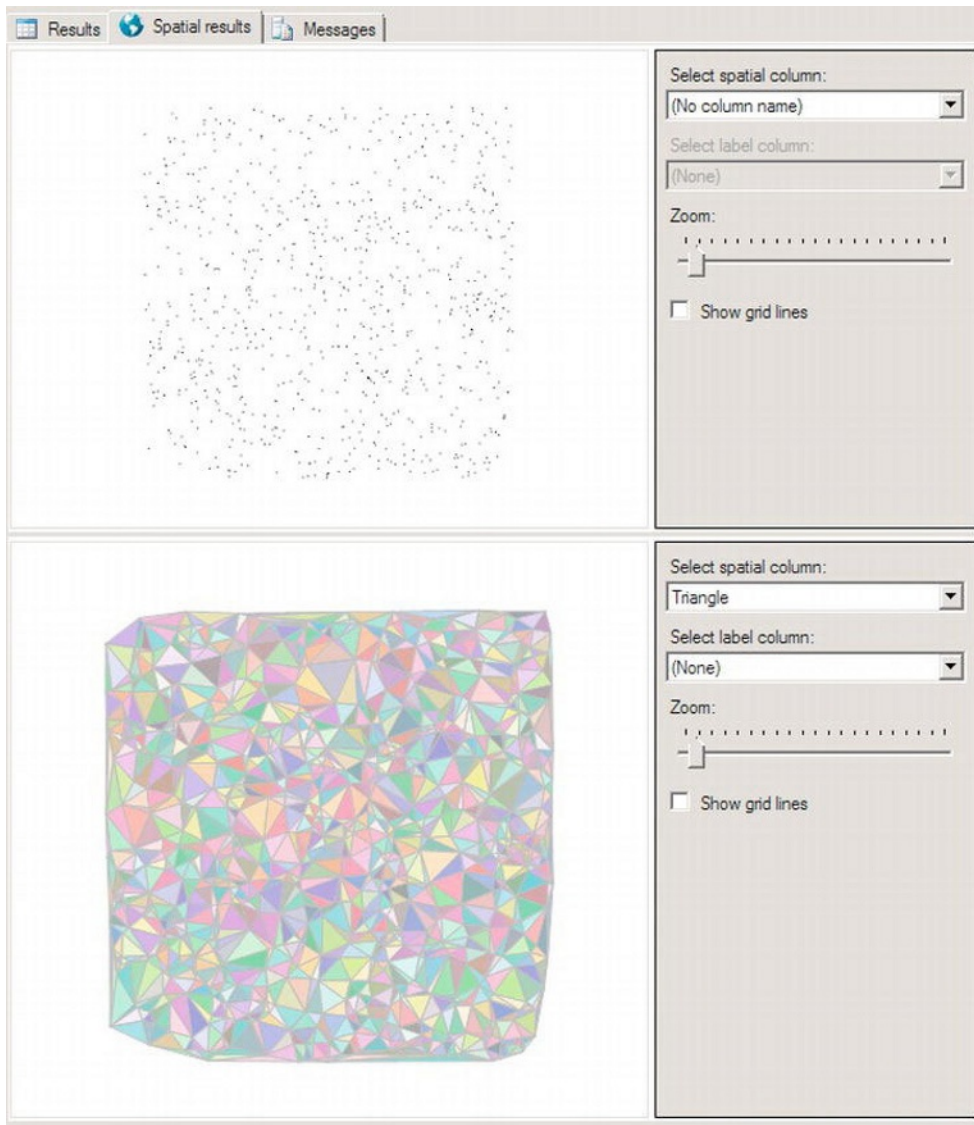 Results Spatial results Messages
Select spatial column:
(No column name)
Select label column:
(None)
Zoom:
Show grid lines
Select spatial column:
Triangle
Select label column:
(None)
Zoom:
Show grid lines